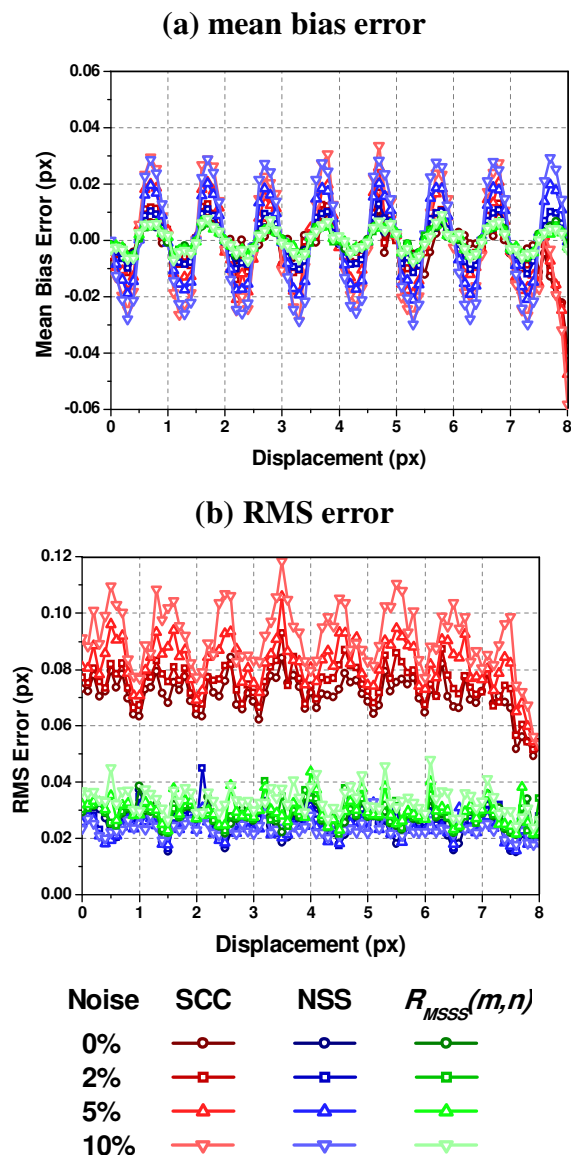 (a) mean bias error
0.06
0.04
0.02
0.00
-0.02
-0.04
-0.06
Mean Bias Error (px)
0 1 2 3 4 5 6 7 8
Displacement (px)
(b) RMS error
0.12
0.10
0.08
0.06
0.04
0.02
0.00
RMS Error (px)
0 1 2 3 4 5 6 7 8
Displacement (px)
Noise SCC NSS R_MSSS(m,n)
0%
2%
5%
10%